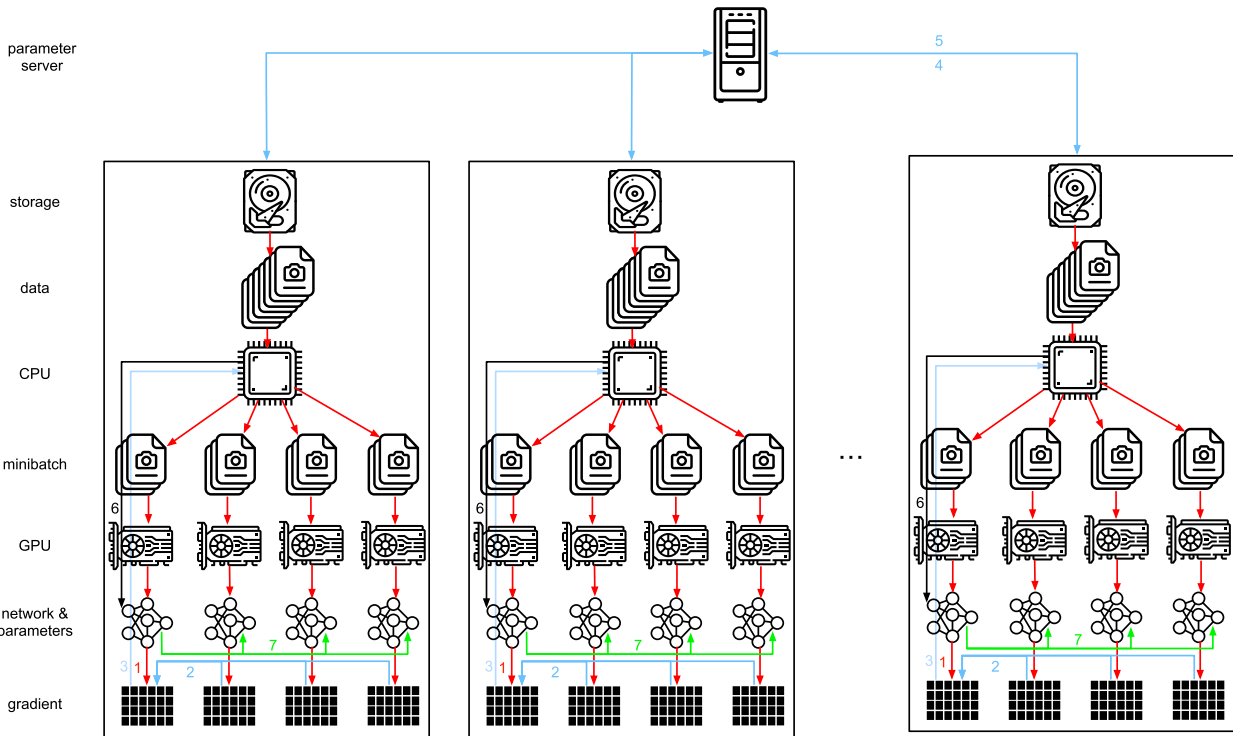 parameter
server
5
4
storage
data
CPU
minibatch
...
6
6
6
GPU
network &
parameters
7
7
7
3
1
2
3
1
2
3
1
2
gradient